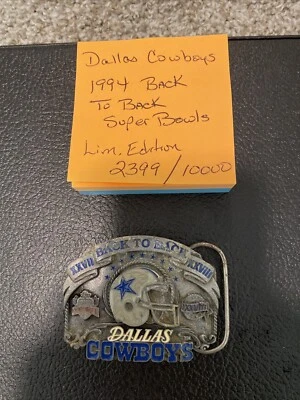 Dallas Cowboys
1994 BACK
To BACK
Super Bowls
Lim. Edition
2399/10000
BACK TO BACK
XXVII
XXVIII
DALLAS
COWBOYS